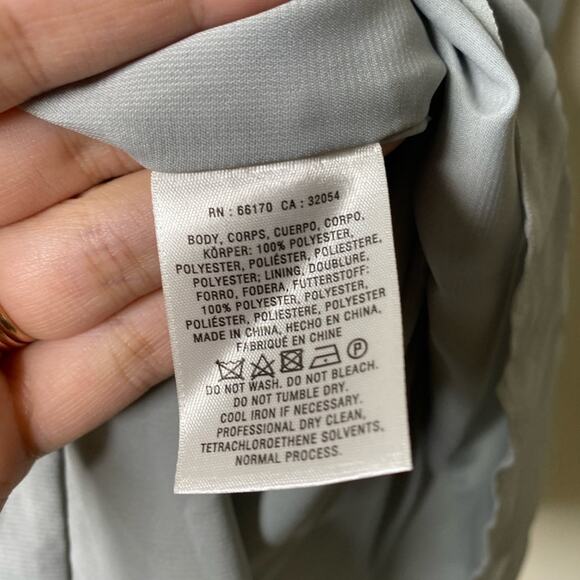 RN : 66170 CA : 32054
BODY, CORPS, CUERPO, CORPO,
KÖRPER: 100% POLYESTER,
POLYESTER, POLIÉSTER, POLIESTERE,
POLYESTER; LINING, DOUBLURE,
FORRO, FODERA, FUTTERSTOFF:
100% POLYESTER, POLYESTER,
POLIÉSTER, POLIESTERE, POLYESTER
MADE IN CHINA, HECHO EN CHINA,
FABRIQUÉ EN CHINE
P
DO NOT WASH. DO NOT BLEACH.
DO NOT TUMBLE DRY.
COOL IRON IF NECESSARY.
PROFESSIONAL DRY CLEAN,
TETRACHLOROETHENE SOLVENTS,
NORMAL PROCESS.